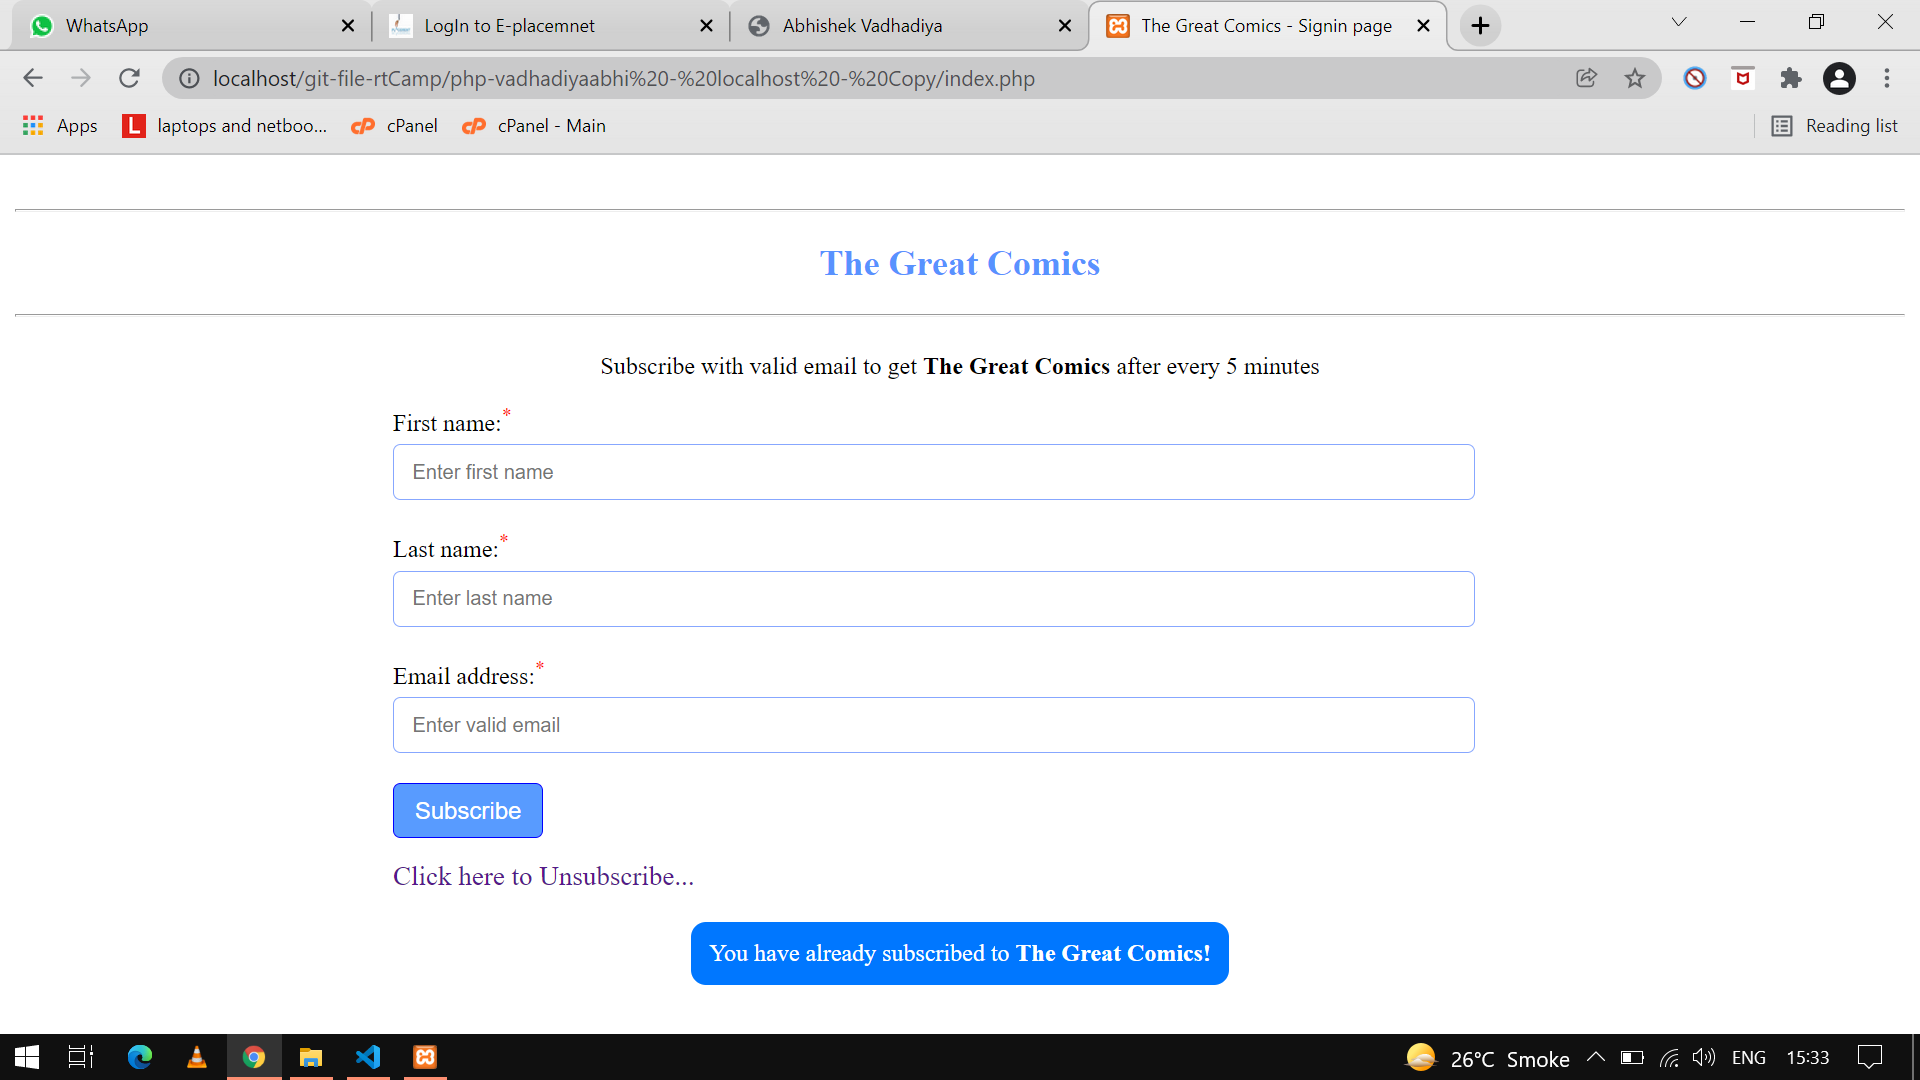 WhatsApp
LogIn to E-placemnet
Abhishek Vadhadiya
The Great Comics - Signin page
localhost/git-file-rtCamp/php-vadhadiyaabhi%20-%20localhost%20-%20Copy/index.php
Apps
L laptops and netboo...
cP cPanel
cP cPanel - Main
Reading list
The Great Comics
Subscribe with valid email to get The Great Comics after every 5 minutes
First name:*
Enter first name
Last name:*
Enter last name
Email address:*
Enter valid email
Subscribe
Click here to Unsubscribe...
You have already subscribed to The Great Comics!
26°C Smoke
ENG
15:33